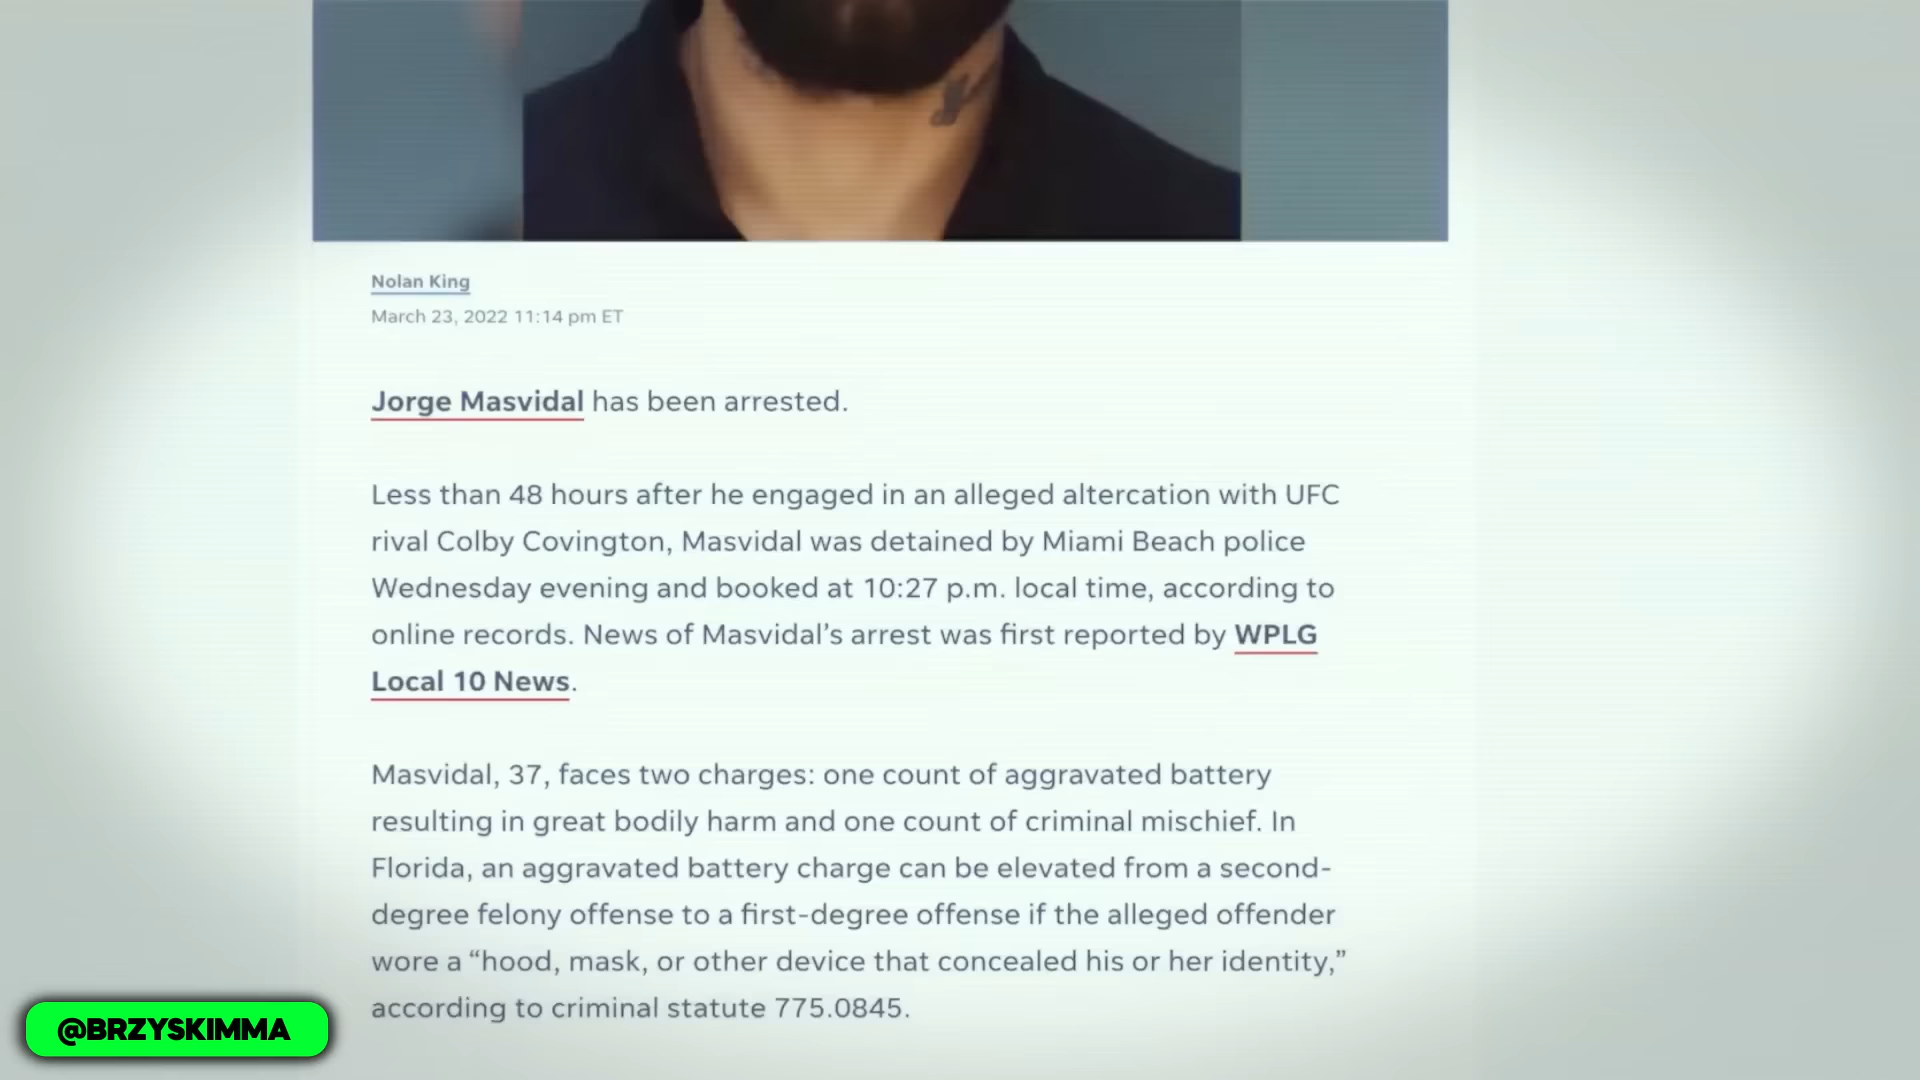 Nolan King
March 23, 2022 11:14 pm ET
Jorge Masvidal has been arrested.
Less than 48 hours after he engaged in an alleged altercation with UFC
rival Colby Covington, Masvidal was detained by Miami Beach police
Wednesday evening and booked at 10:27 p.m. local time, according to
online records. News of Masvidal’s arrest was first reported by WPLG
Local 10 News.
Masvidal, 37, faces two charges: one count of aggravated battery
resulting in great bodily harm and one count of criminal mischief. In
Florida, an aggravated battery charge can be elevated from a second-
degree felony offense to a first-degree offense if the alleged offender
wore a “hood, mask, or other device that concealed his or her identity,”
according to criminal statute 775.0845.
@BRZYSKIMMA